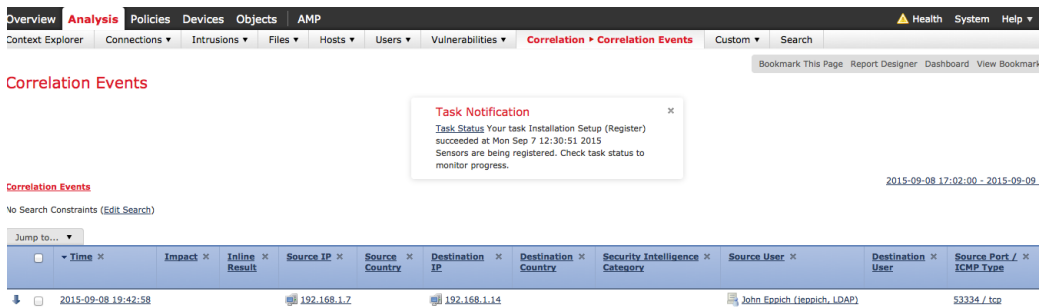 Overview Analysis Policies Devices Objects AMP Health System Help
Context Explorer Connections Intrusions Files Hosts Users Vulnerabilities Correlation ▸ Correlation Events Custom Search
Bookmark This Page Report Designer Dashboard View Bookmark
Correlation Events
Task Notification ×
Task Status Your task Installation Setup (Register)
succeeded at Mon Sep 7 12:30:51 2015
Sensors are being registered. Check task status to
monitor progress.
2015-09-08 17:02:00 - 2015-09-09
Correlation Events
No Search Constraints (Edit Search)
Jump to...
Time × Impact × Inline × Source IP × Source × Destination × Destination × Security Intelligence × Source User × Destination × Source Port / ×
Result Country IP Country Category User ICMP Type
2015-09-08 19:42:58 192.168.1.7 192.168.1.14 John Eppich (jeppich, LDAP) 53334 / tcp